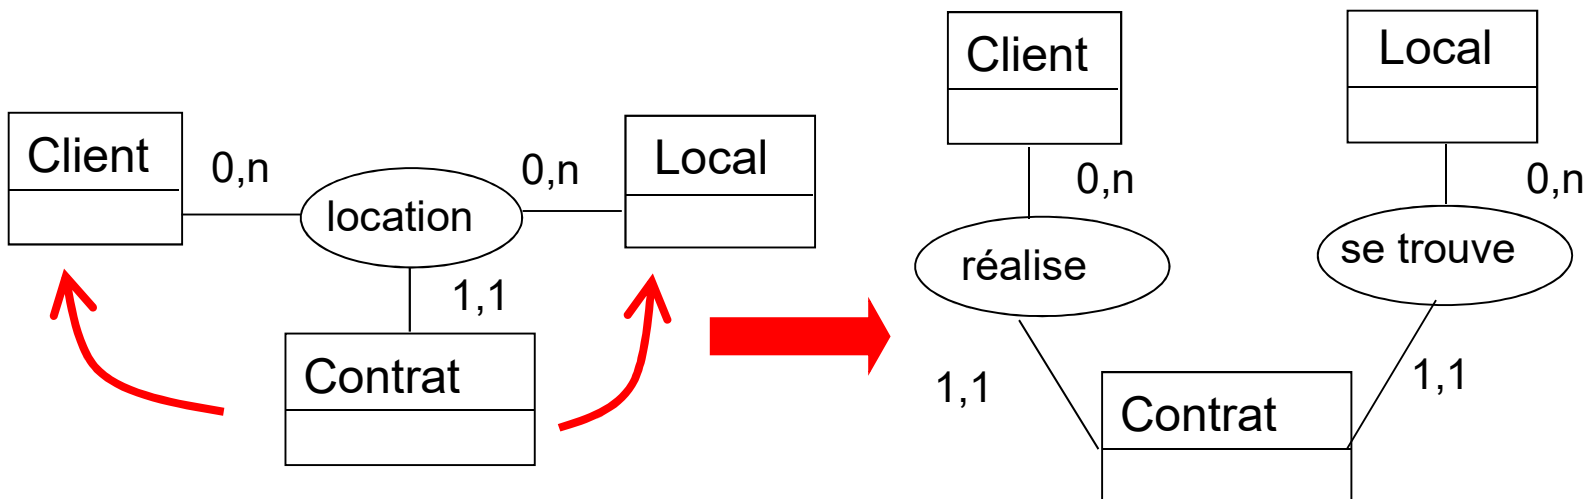 Client
0,n
location
0,n
Local
1,1
Contrat
Client
0,n
réalise
1,1
Local
0,n
se trouve
1,1
Contrat